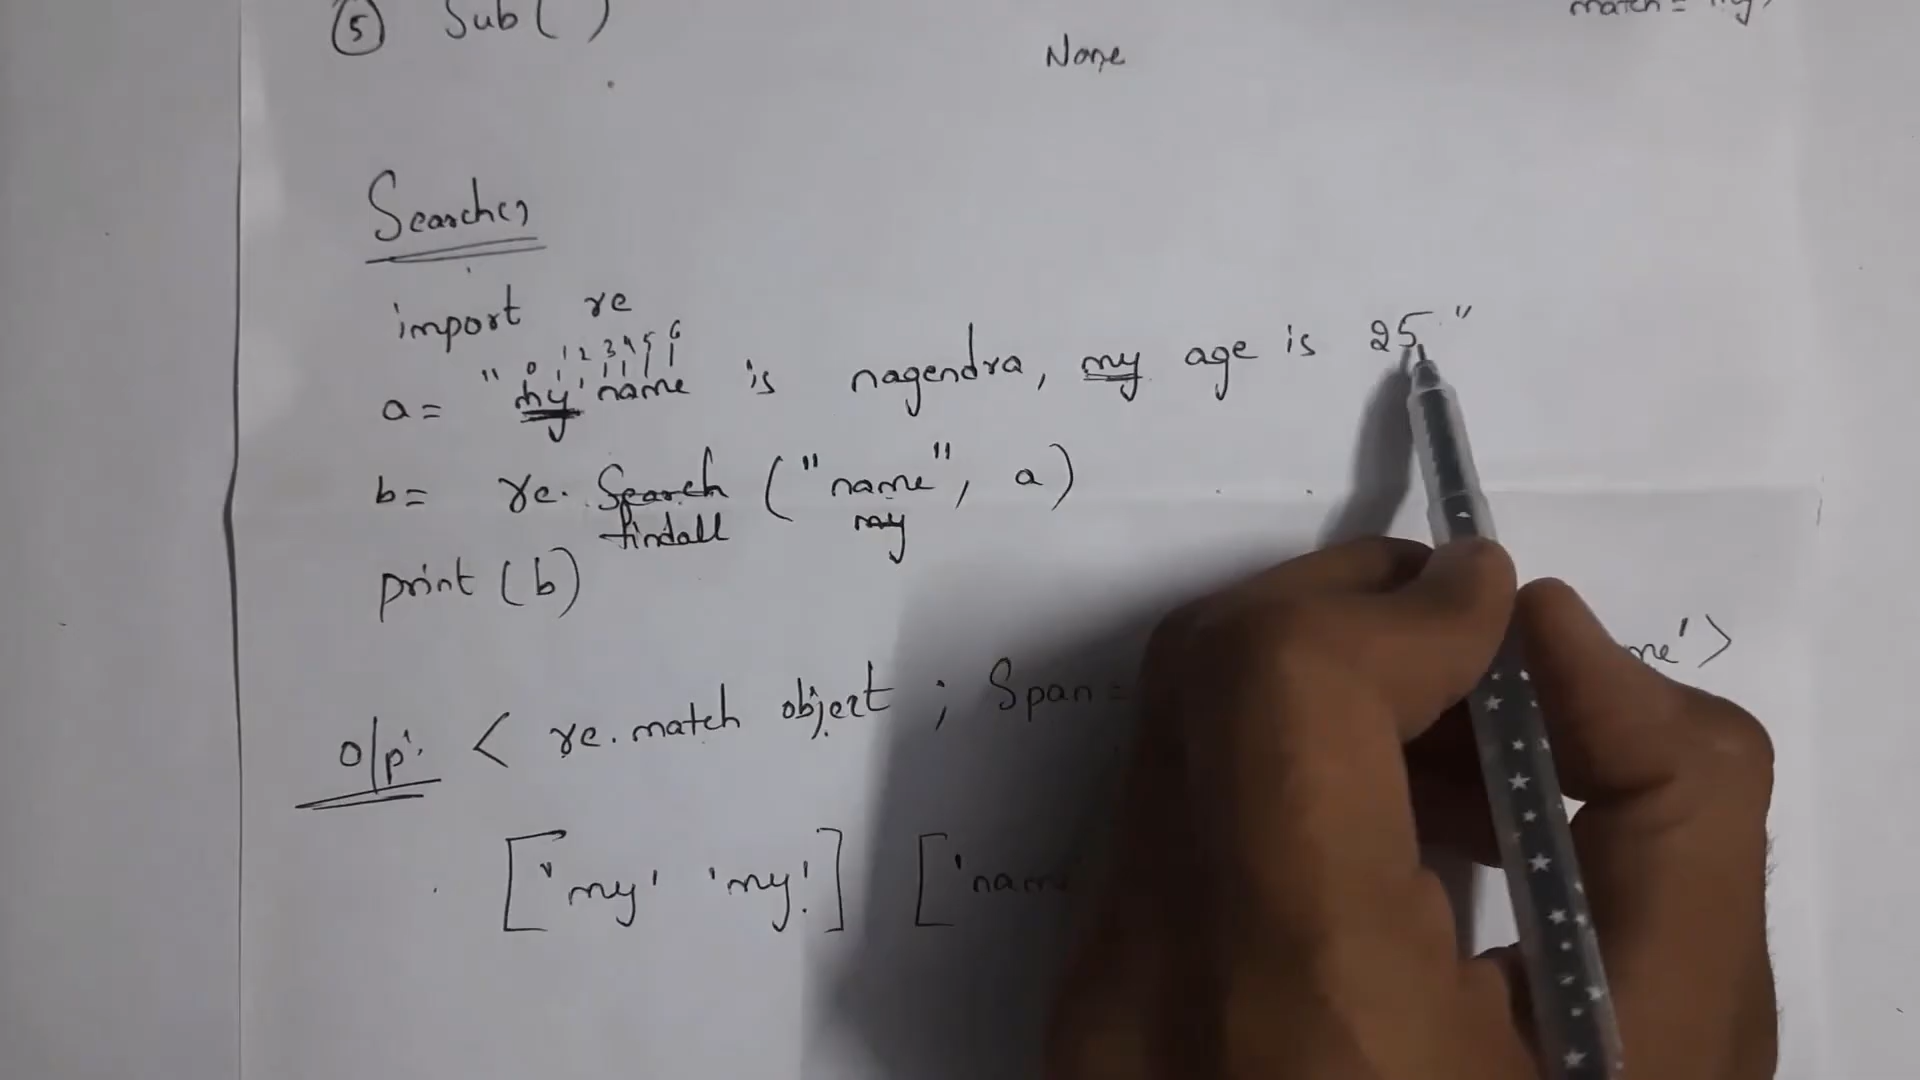 ⑤ Sub ( )
None
Search()
import re
0 1 2 3 4 5 6
a = " my name is nagendra, my age is 25 "
b = re. Search ("name", a)
findall my
print (b)
O/p: < re. match object ; Span = me' >
['my' 'my'] ['nam